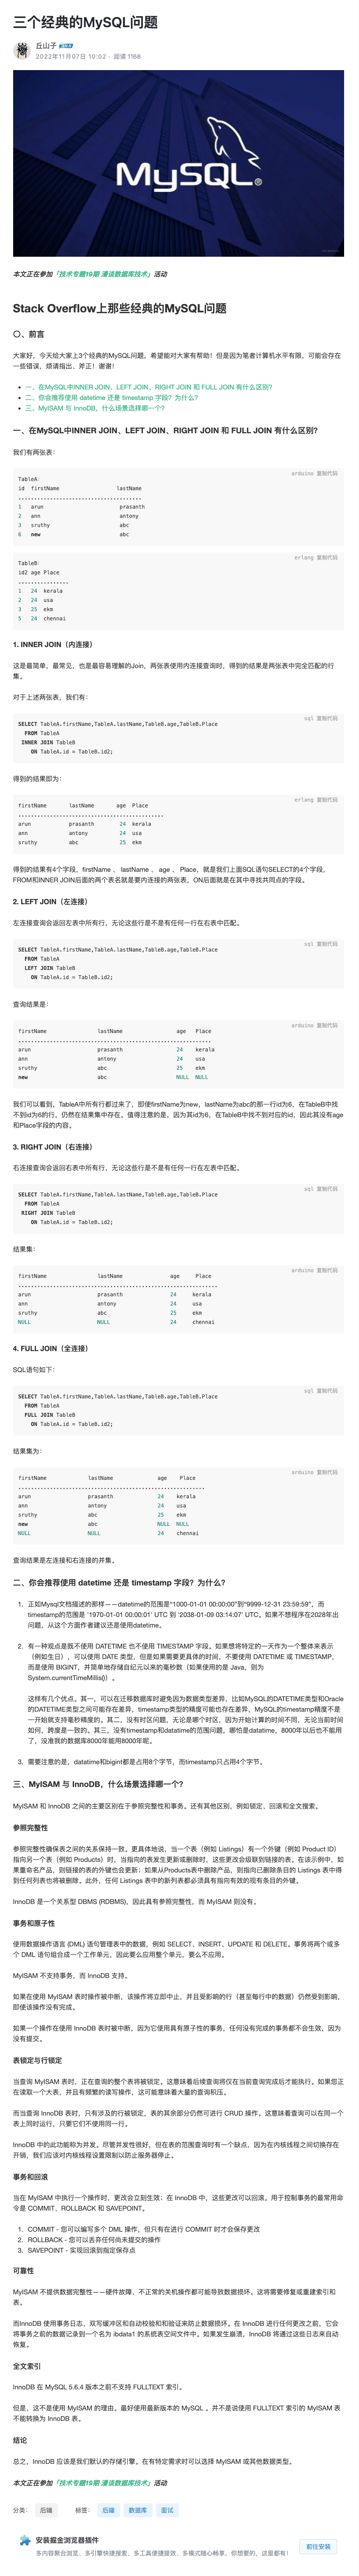 三个经典的MySQL问题
丘山子
2022年11月07日 10:02 · 阅读 1168
MySQL®
本文正在参加「技术专题19期 漫谈数据库技术」活动
Stack Overflow上那些经典的MySQL问题
〇、前言
大家好，今天给大家上3个经典的MySQL问题，希望能对大家有帮助！但是因为笔者计算机水平有限，可能会存在
一些错误，烦请指出、斧正！谢谢！
一、在MySQL中INNER JOIN、LEFT JOIN、RIGHT JOIN 和 FULL JOIN 有什么区别？
二、你会推荐使用 datetime 还是 timestamp 字段？为什么？
三、MyISAM 与 InnoDB，什么场景选择哪一个？
一、在MySQL中INNER JOIN、LEFT JOIN、RIGHT JOIN 和 FULL JOIN 有什么区别？
我们有两张表：
arduino 复制代码
TableA:
id firstName lastName
.......................................
1 arun prasanth
2 ann antony
3 sruthy abc
6 new abc
erlang 复制代码
TableB:
id2 age Place
................
1 24 kerala
2 24 usa
3 25 ekm
5 24 chennai
1. INNER JOIN（内连接）
这是最简单，最常见，也是最容易理解的Join，两张表使用内连接查询时，得到的结果是两张表中完全匹配的行
集。
对于上述两张表，我们有：
sql 复制代码
SELECT TableA.firstName,TableA.lastName,TableB.age,TableB.Place
FROM TableA
INNER JOIN TableB
ON TableA.id = TableB.id2;
得到的结果即为：
erlang 复制代码
firstName lastName age Place
..............................................
arun prasanth 24 kerala
ann antony 24 usa
sruthy abc 25 ekm
得到的结果有4个字段，firstName 、 lastName 、 age 、 Place，就是我们上面SQL语句SELECT的4个字段，
FROM和INNER JOIN后面的两个表名就是要内连接的两张表，ON后面就是在其中寻找共同点的字段。
2. LEFT JOIN（左连接）
左连接查询会返回左表中所有行，无论这些行是不是有任何一行在右表中匹配。
sql 复制代码
SELECT TableA.firstName,TableA.lastName,TableB.age,TableB.Place
FROM TableA
LEFT JOIN TableB
ON TableA.id = TableB.id2;
查询结果是：
arduino 复制代码
firstName lastName age Place
.............................................................
arun prasanth 24 kerala
ann antony 24 usa
sruthy abc 25 ekm
new abc NULL NULL
我们可以看到，TableA中所有行都过来了，即使firstName为new，lastName为abc的那一行id为6，在TableB中找
不到id为6的行，仍然在结果集中存在。值得注意的是，因为其id为6，在TableB中找不到对应的id，因此其没有age
和Place字段的内容。
3. RIGHT JOIN（右连接）
右连接查询会返回右表中所有行，无论这些行是不是有任何一行在左表中匹配。
sql 复制代码
SELECT TableA.firstName,TableA.lastName,TableB.age,TableB.Place
FROM TableA
RIGHT JOIN TableB
ON TableA.id = TableB.id2;
结果集：
arduino 复制代码
firstName lastName age Place
...............................................................
arun prasanth 24 kerala
ann antony 24 usa
sruthy abc 25 ekm
NULL NULL 24 chennai
4. FULL JOIN（全连接）
SQL语句如下：
sql 复制代码
SELECT TableA.firstName,TableA.lastName,TableB.age,TableB.Place
FROM TableA
FULL JOIN TableB
ON TableA.id = TableB.id2;
结果集为：
arduino 复制代码
firstName lastName age Place
...........................................................
arun prasanth 24 kerala
ann antony 24 usa
sruthy abc 25 ekm
new abc NULL NULL
NULL NULL 24 chennai
查询结果是左连接和右连接的并集。
二、你会推荐使用 datetime 还是 timestamp 字段？为什么？
1. 正如Mysql文档描述的那样——datetime的范围是"1000-01-01 00:00:00"到"9999-12-31 23:59:59"，而
timestamp的范围是 '1970-01-01 00:00:01' UTC 到 '2038-01-09 03:14:07' UTC。如果不想程序在2028年出
问题，从这个方面作者建议还是使用datetime。
2. 有一种观点是既不使用 DATETIME 也不使用 TIMESTAMP 字段。如果想将特定的一天作为一个整体来表示
（例如生日），可以使用 DATE 类型，但是如果需要更具体的时间，不要使用 DATETIME 或 TIMESTAMP，
而是使用 BIGINT，并简单地存储自纪元以来的毫秒数（如果使用的是 Java，则为
System.currentTimeMillis()）。
这样有几个优点。其一，可以在迁移数据库时避免因为数据类型差异，比如MySQL的DATETIME类型和Oracle
的DATETIME类型之间可能存在差异，timestamp类型的精度可能也存在差异，MySQL的timestamp精度不是
一开始就支持毫秒精度的。其二，没有时区问题，无论是哪个时区，因为开始计算的时间不同，无论当前时间
如何，跨度是一致的。其三，没有timestamp和datatime的范围问题，哪怕是datatime，8000年以后也不能用
了，没准我的数据库8000年能用8000年呢。
3. 需要注意的是，datatime和bigint都是占用8个字节，而timestamp只占用4个字节。
三、MyISAM 与 InnoDB，什么场景选择哪一个？
MyISAM 和 InnoDB 之间的主要区别在于参照完整性和事务。还有其他区别，例如锁定、回滚和全文搜索。
参照完整性
参照完整性确保表之间的关系保持一致。更具体地说，当一个表（例如 Listings）有一个外键（例如 Product ID）
指向另一个表（例如 Products）时，当指向的表发生更新或删除时，这些更改会级联到链接的表。在该示例中，如
果重命名产品，则链接的表的外键也会更新；如果从Products表中删除产品，则指向已删除条目的 Listings 表中得
到任何列表也将被删除。此外，任何 Listings 表中的新列表都必须具有指向有效的现有条目的外键。
InnoDB 是一个关系型 DBMS (RDBMS)，因此具有参照完整性，而 MyISAM 则没有。
事务和原子性
使用数据操作语言 (DML) 语句管理表中的数据，例如 SELECT、INSERT、UPDATE 和 DELETE。事务将两个或多
个 DML 语句组合成一个工作单元，因此要么应用整个单元，要么不应用。
MyISAM 不支持事务，而 InnoDB 支持。
如果在使用 MyISAM 表时操作被中断，该操作将立即中止，并且受影响的行（甚至每行中的数据）仍然受到影响，
即使该操作没有完成。
如果一个操作在使用 InnoDB 表时被中断，因为它使用具有原子性的事务，任何没有完成的事务都不会生效，因为
没有提交。
表锁定与行锁定
当查询 MyISAM 表时，正在查询的整个表将被锁定。这意味着后续查询将仅在当前查询完成后才能执行。如果您正
在读取一个大表，并且有频繁的读写操作，这可能意味着大量的查询积压。
而当查询 InnoDB 表时，只有涉及的行被锁定，表的其余部分仍然可进行 CRUD 操作。这意味着查询可以在同一个
表上同时运行，只要它们不使用同一行。
InnoDB 中的此功能称为并发。尽管并发性很好，但在表的范围查询时有一个缺点，因为在内核线程之间切换存在
开销，我们应该对内核线程设置限制以防止服务器停止。
事务和回滚
当在 MyISAM 中执行一个操作时，更改会立刻生效；在 InnoDB 中，这些更改可以回滚。用于控制事务的最常用命
令是 COMMIT、ROLLBACK 和 SAVEPOINT。
1. COMMIT - 您可以编写多个 DML 操作，但只有在进行 COMMIT 时才会保存更改
2. ROLLBACK - 您可以丢弃任何尚未提交的操作
3. SAVEPOINT - 实现回滚到指定保存点
可靠性
MyISAM 不提供数据完整性——硬件故障、不正常的关机操作都可能导致数据损坏。这将需要修复或重建索引和
表。
而InnoDB 使用事务日志、双写缓冲区和自动校验和和验证来防止数据损坏。在 InnoDB 进行任何更改之前，它会
将事务之前的数据记录到一个名为 ibdata1 的系统表空间文件中。如果发生崩溃，InnoDB 将通过这些日志来自动
恢复。
全文索引
InnoDB 在 MySQL 5.6.4 版本之前不支持 FULLTEXT 索引。
但是，这不是使用 MyISAM 的理由。最好使用最新版本的 MySQL 。并不是说使用 FULLTEXT 索引的 MyISAM 表
不能转换为 InnoDB 表。
结论
总之，InnoDB 应该是我们默认的存储引擎。在有特定需求时可以选择 MyISAM 或其他数据类型。
本文正在参加「技术专题19期 漫谈数据库技术」活动
分类： 后端 标签： 后端 数据库 面试
安装掘金浏览器插件
多内容聚合浏览、多引擎快捷搜索、多工具便捷提效、多模式随心畅享，你想要的，这里都有！
前往安装